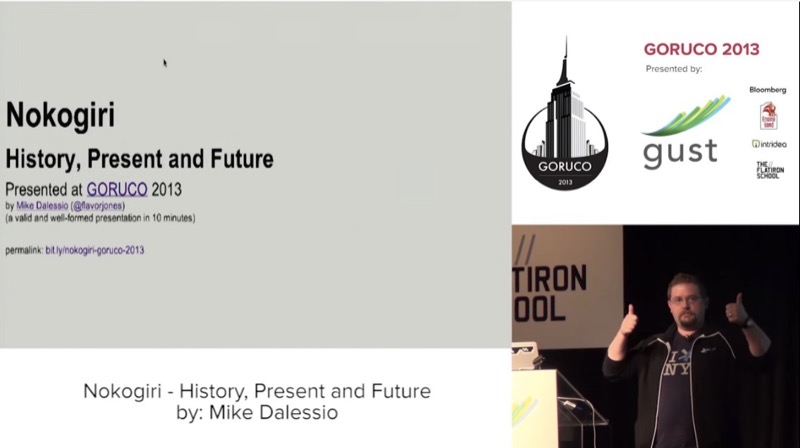 Nokogiri
History, Present and Future
Presented at GORUCO 2013
by Mike Dalessio (@flavorjones)
(a valid and well-formed presentation in 10 minutes)
permalink: bit.ly/nokogiri-goruco-2013
GORUCO
2013
GORUCO 2013
Presented by:
gust
Bloomberg
intridea
THE //
FLATIRON
SCHOOL
//
TIRON
OOL
I
NY
Nokogiri - History, Present and Future
by: Mike Dalessio